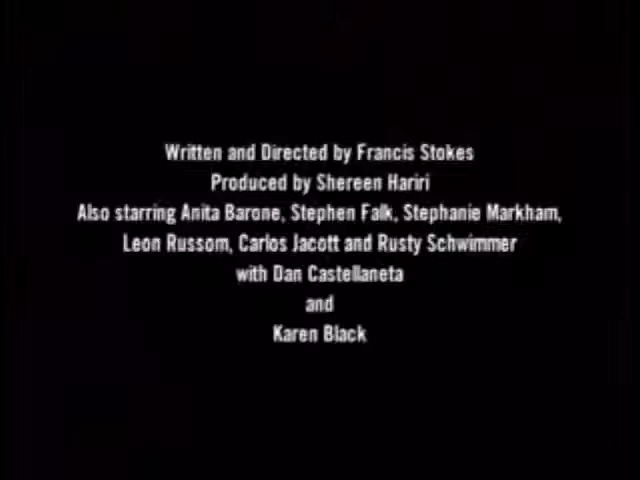 Written and Directed by Francis Stokes
Produced by Shereen Hariri
Also starring Anita Barone, Stephen Falk, Stephanie Markham,
Leon Russom, Carlos Jacott and Rusty Schwimmer
with Dan Castellaneta
and
Karen Black